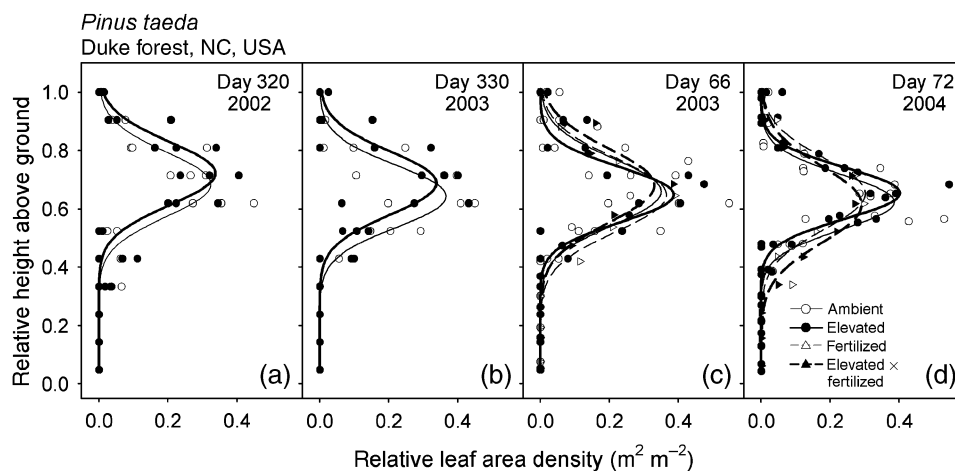 Pinus taeda
Duke forest, NC, USA
Day 320
2002
Day 330
2003
Day 66
2003
Day 72
2004
Relative height above ground
1.0
0.8
0.6
0.4
0.2
0.0
Ambient
Elevated
Fertilized
Elevated ×
fertilized
(a)
(b)
(c)
(d)
0.0 0.2 0.4 0.0 0.2 0.4 0.0 0.2 0.4 0.0 0.2 0.4
Relative leaf area density (m² m⁻²)